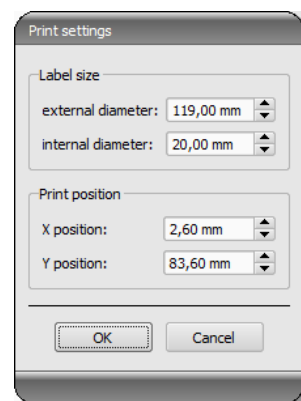 Print settings
Label size
external diameter: 119,00 mm
internal diameter: 20,00 mm
Print position
X position: 2,60 mm
Y position: 83,60 mm
OK Cancel